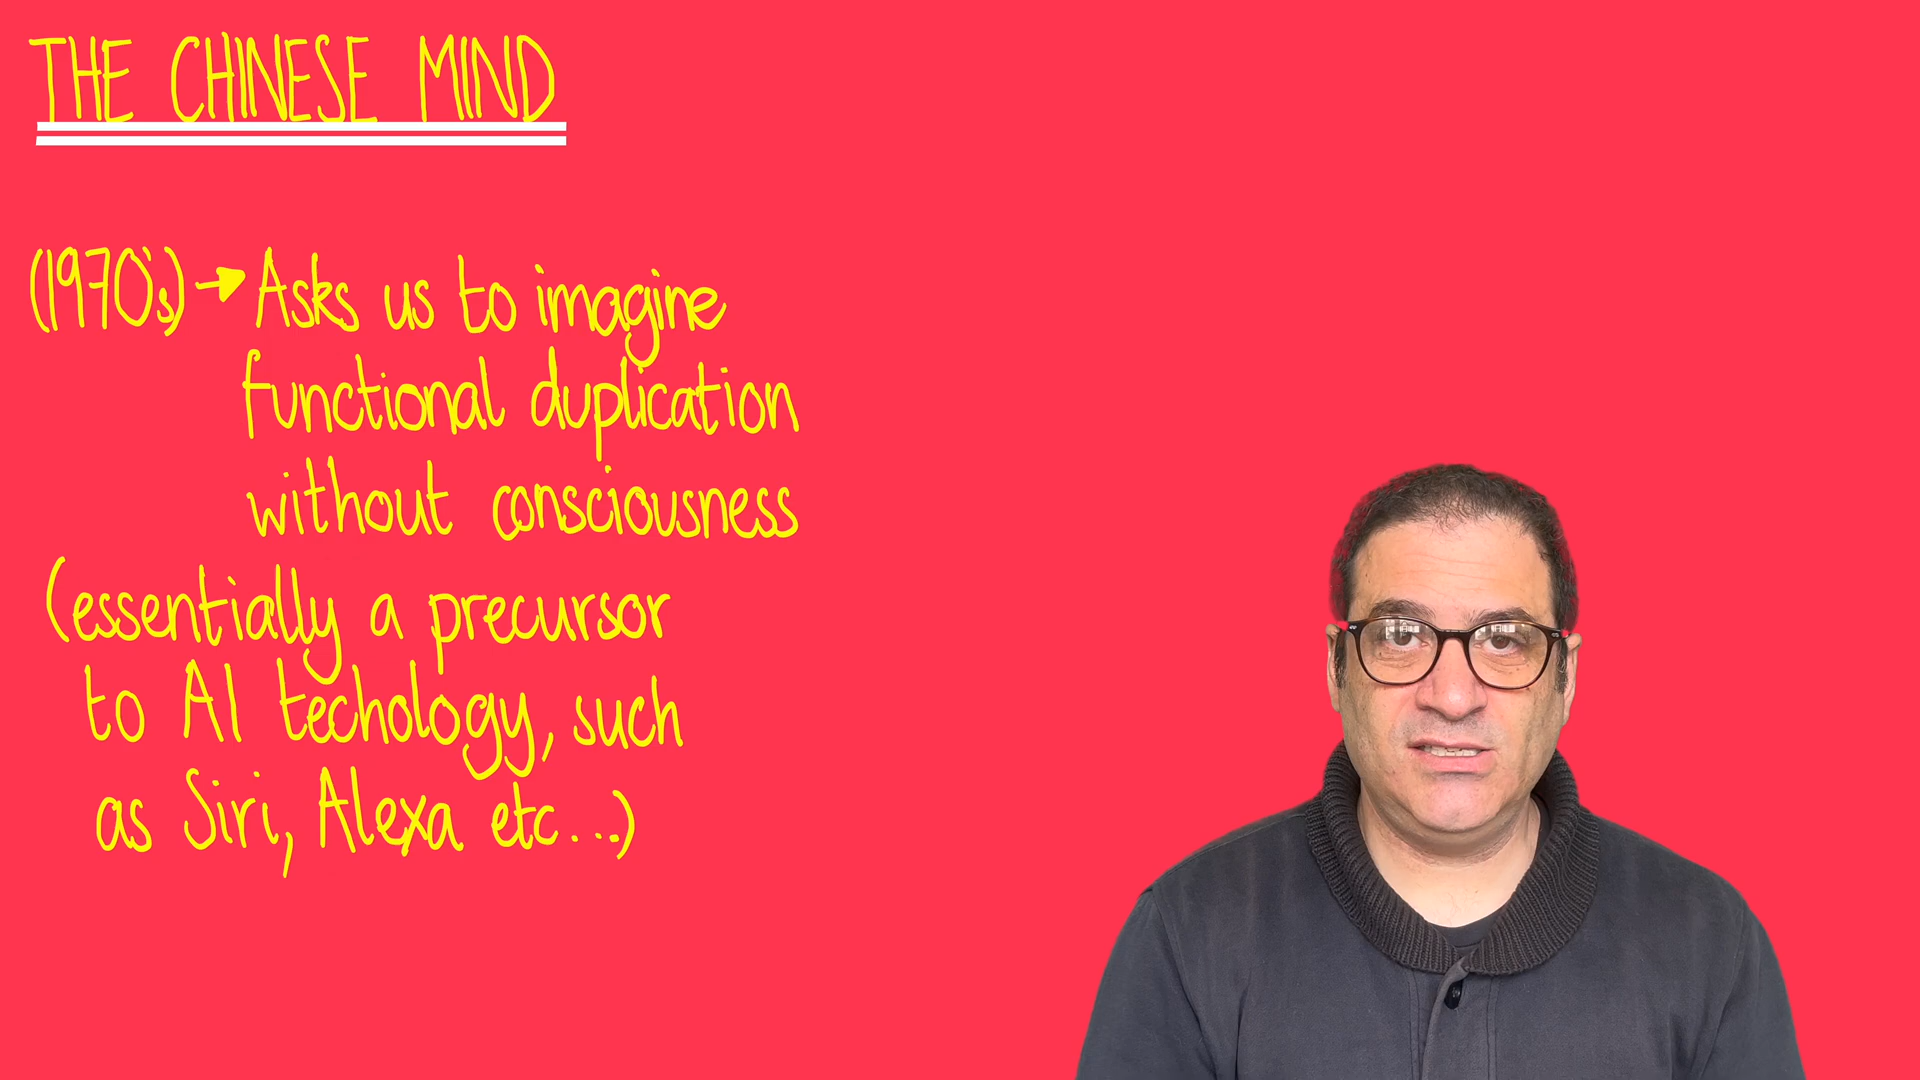 THE CHINESE MIND
(1970's) → Asks us to imagine
functional duplication
without consciousness
(essentially a precursor
to AI techology, such
as Siri, Alexa etc...)